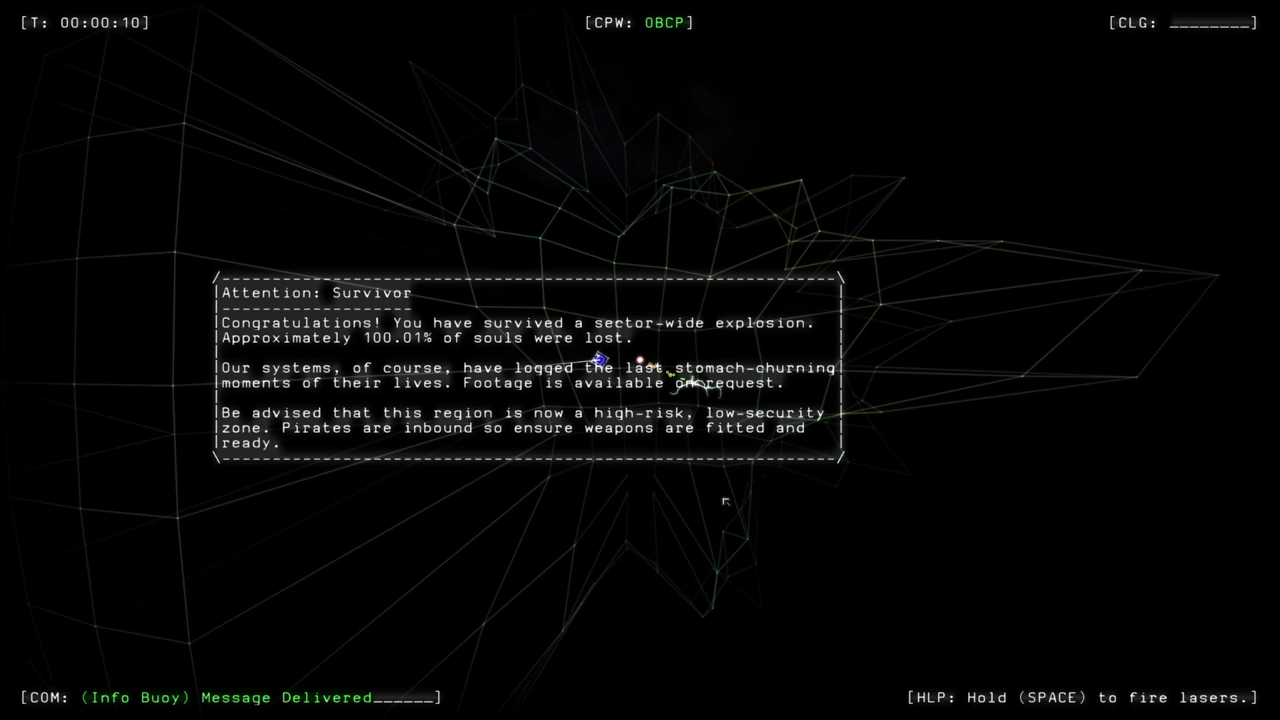 [T: 00:00:10]
[CPW: OBCP]
[CLG: ________]
Attention: Survivor
Congratulations! You have survived a sector-wide explosion.
Approximately 100.01% of souls were lost.
Our systems, of course, have logged the last stomach-churning
moments of their lives. Footage is available on request.
Be advised that this region is now a high-risk, low-security
zone. Pirates are inbound so ensure weapons are fitted and
ready.
[COM: (Info Buoy) Message Delivered______]
[HLP: Hold (SPACE) to fire lasers.]